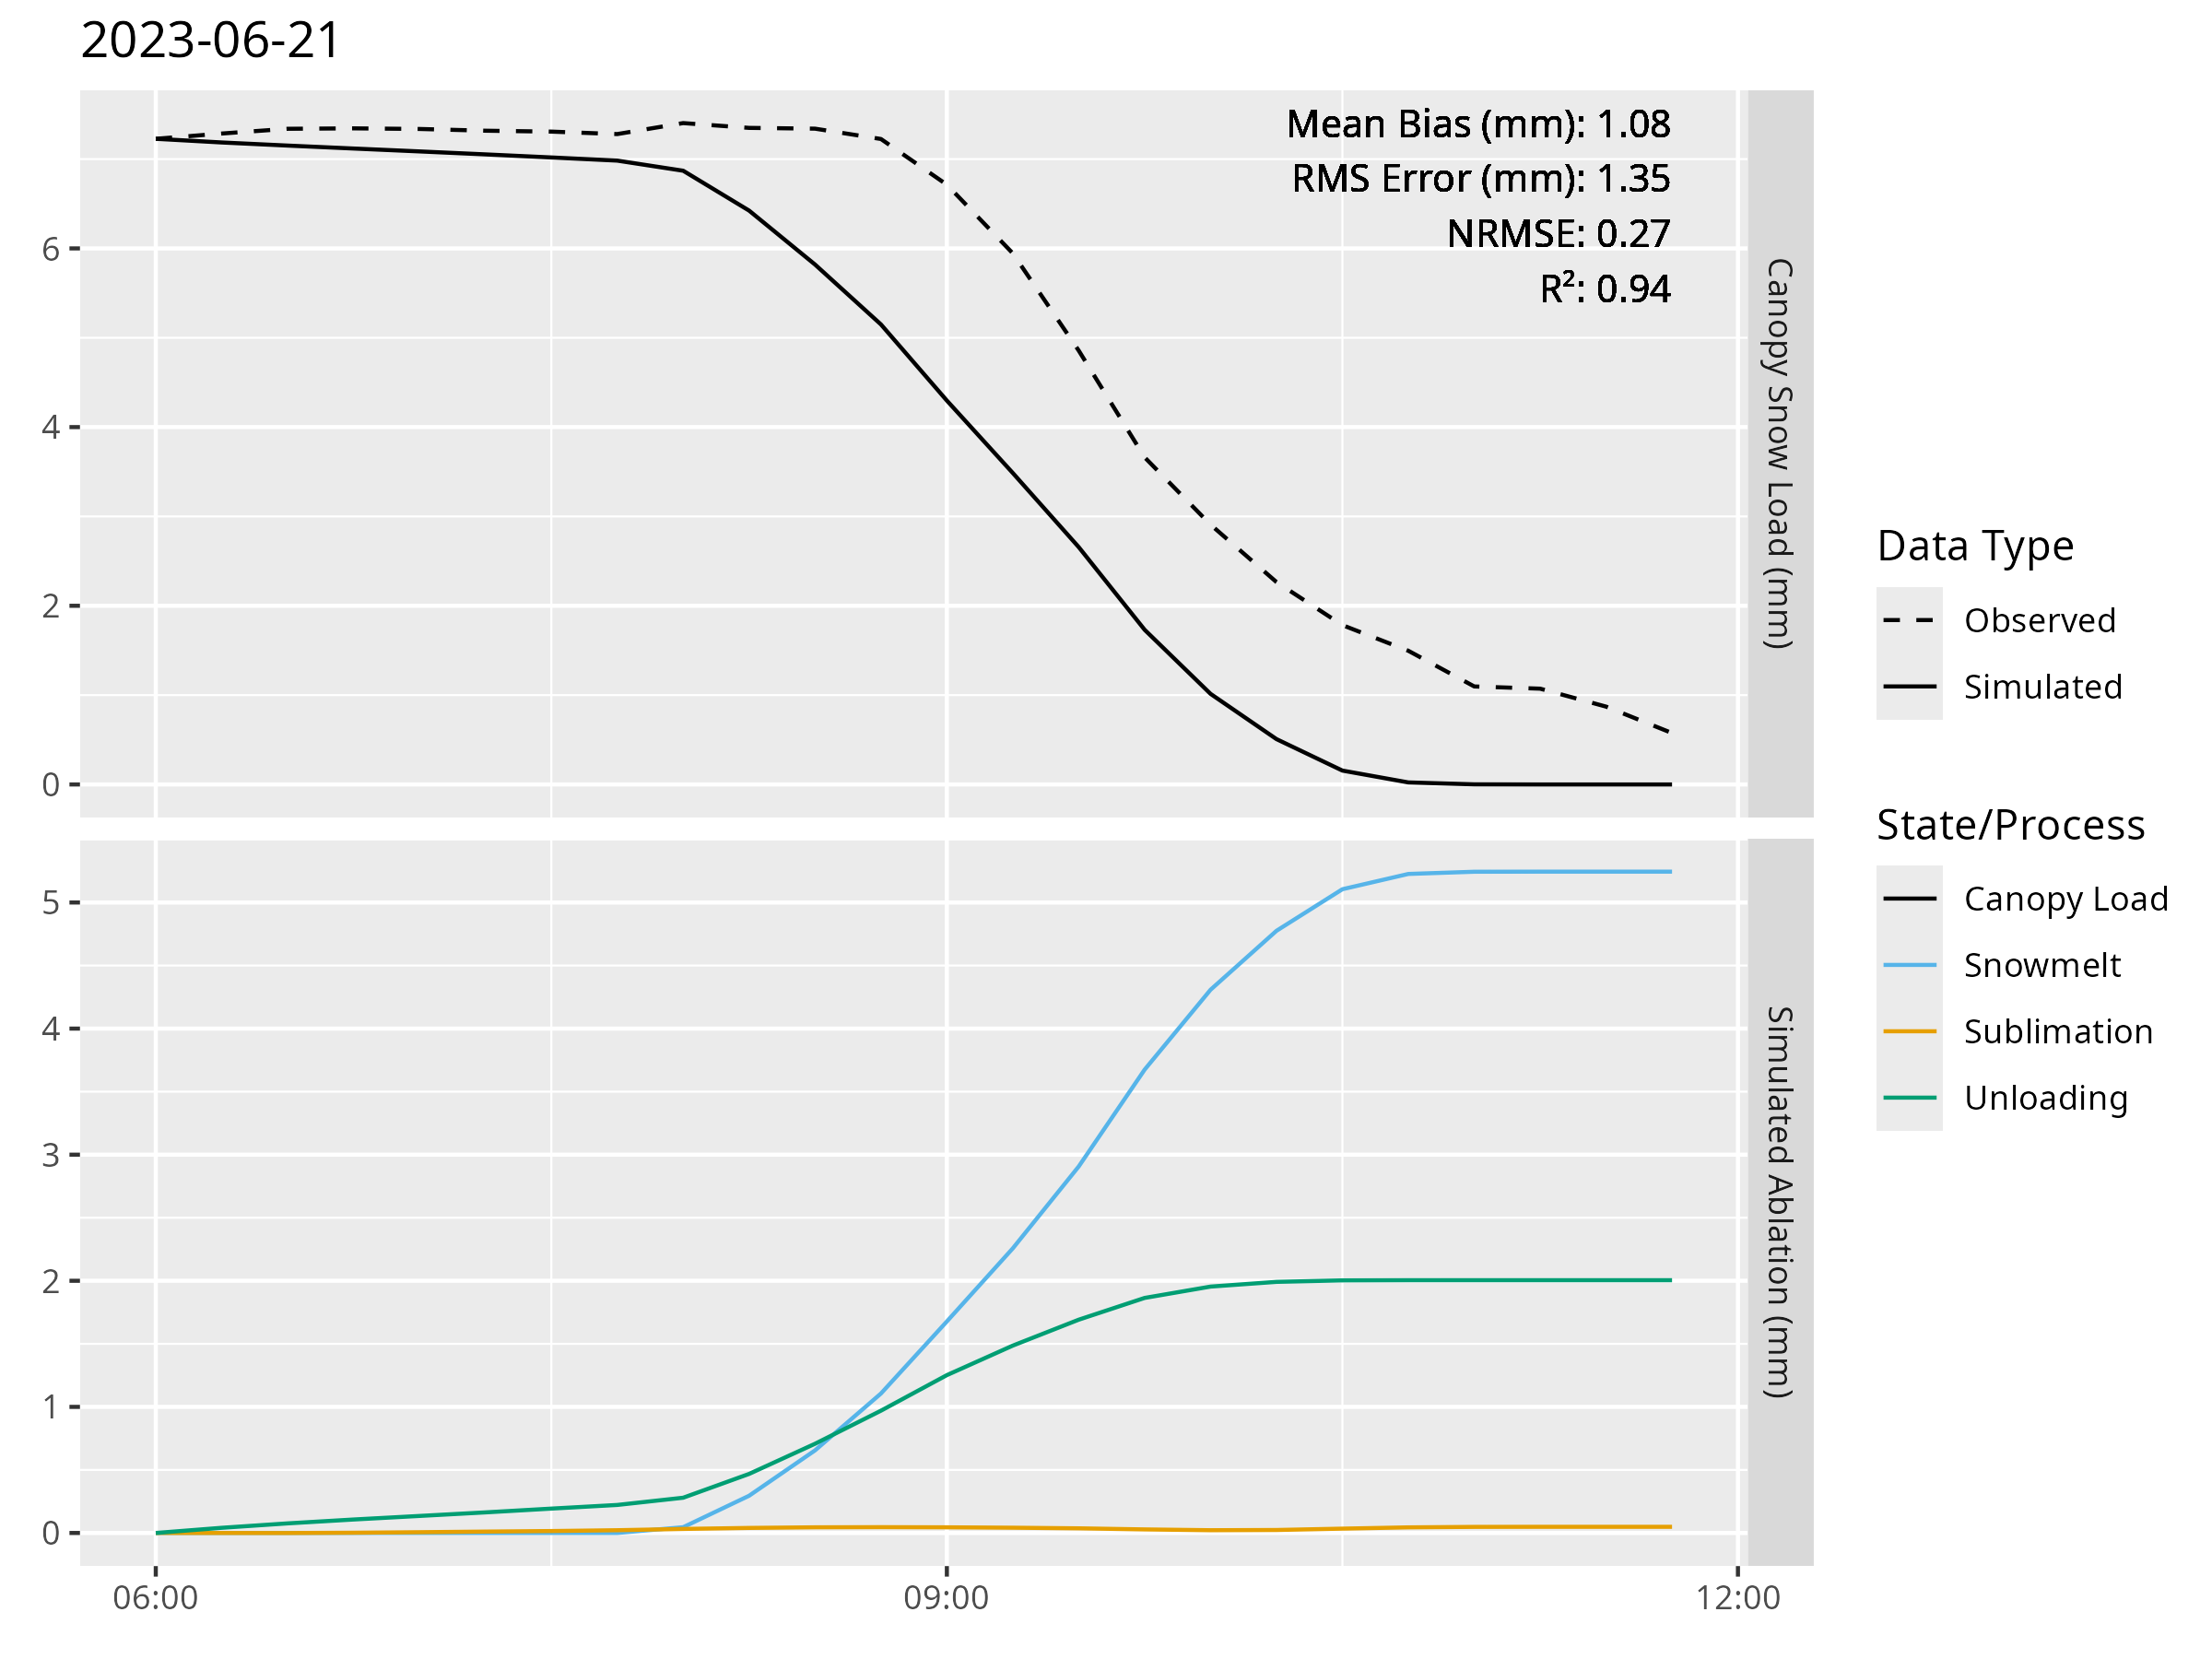 2023-06-21
Mean Bias (mm): 1.08
RMS Error (mm): 1.35
NRMSE: 0.27
R²: 0.94
6
4
2
0
Canopy Snow Load (mm)
5
4
3
2
1
0
Simulated Ablation (mm)
06:00
09:00
12:00
Data Type
Observed
Simulated
State/Process
Canopy Load
Snowmelt
Sublimation
Unloading